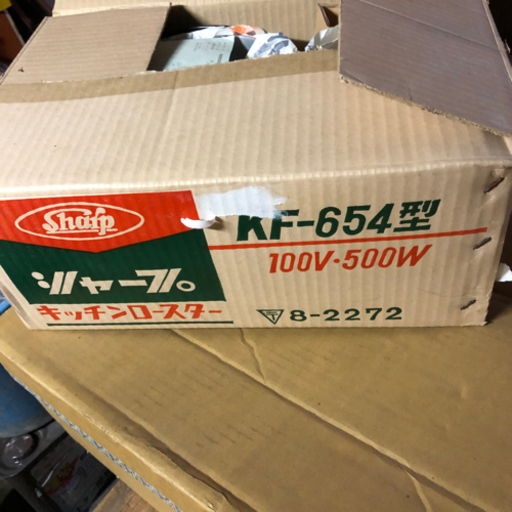 Sharp
シャープ。
キッチンロースター
KF-654型
100V・500W
〒8-2272